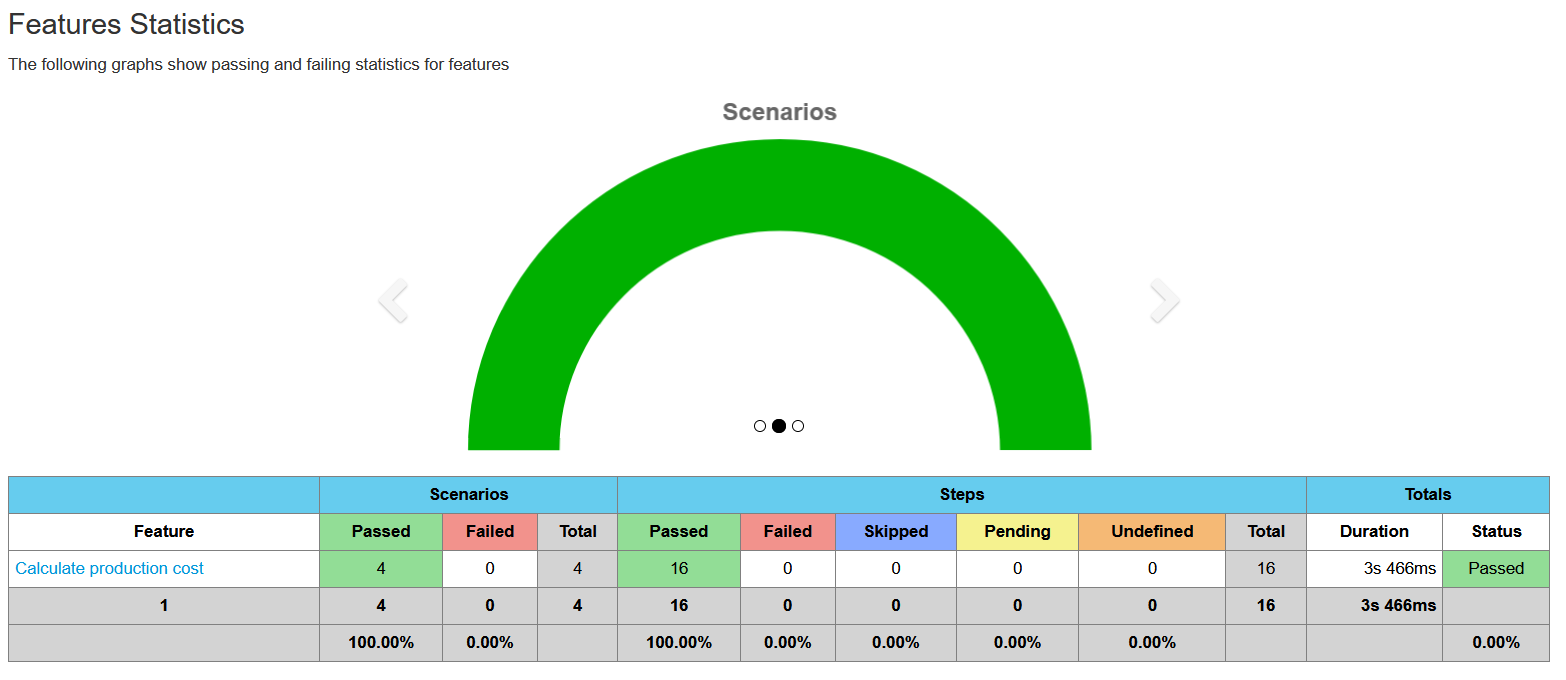 Features Statistics
The following graphs show passing and failing statistics for features
Scenarios
Scenarios Steps Totals
Feature Passed Failed Total Passed Failed Skipped Pending Undefined Total Duration Status
Calculate production cost 4 0 4 16 0 0 0 0 16 3s 466ms Passed
1 4 0 4 16 0 0 0 0 16 3s 466ms
100.00% 0.00% 100.00% 0.00% 0.00% 0.00% 0.00% 0.00%